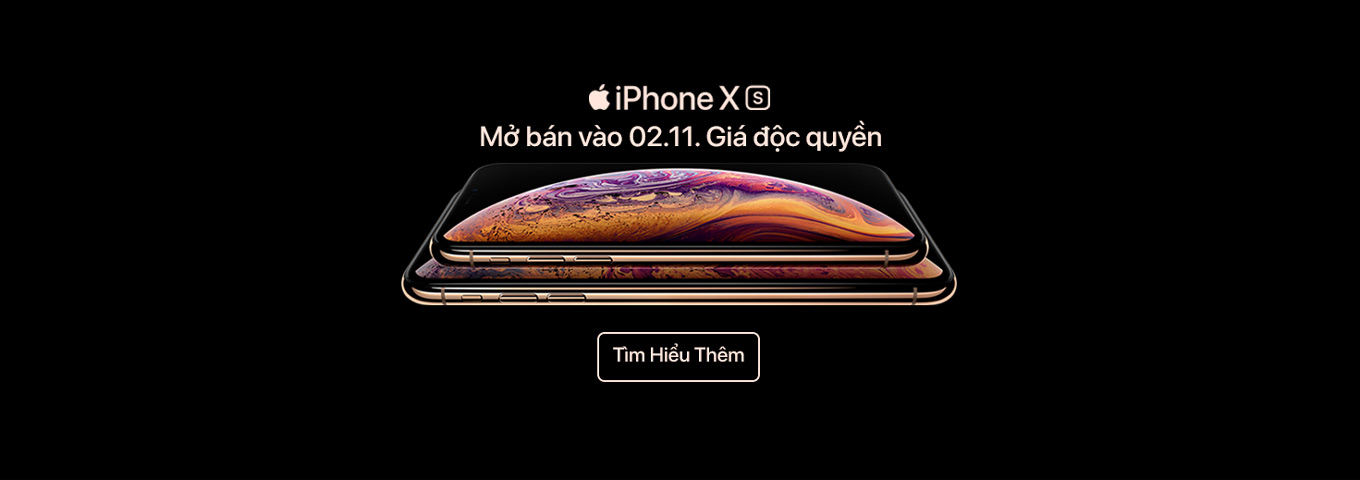 iPhone XS
Mở bán vào 02.11. Giá độc quyền
Tìm Hiểu Thêm